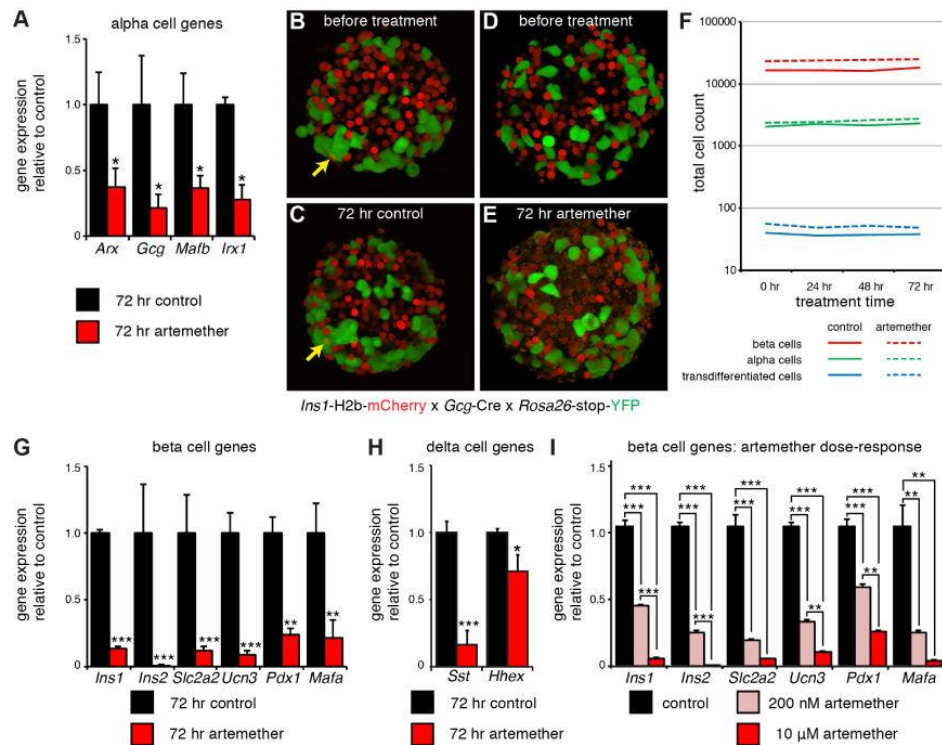 A
alpha cell genes
gene expression
relative to control
1.5
1.0
0.5
0
*
*
*
*
Arx Gcg Mafb Irx1
72 hr control
72 hr artemether
B before treatment
D before treatment
C 72 hr control
E 72 hr artemether
Ins1-H2b-mCherry x Gcg-Cre x Rosa26-stop-YFP
F
total cell count
100000
10000
1000
100
10
0 hr 24 hr 48 hr 72 hr
treatment time
control artemether
beta cells
alpha cells
transdifferentiated cells
G beta cell genes
gene expression
relative to control
1.5
1.0
0.5
0
*** *** *** *** ** **
Ins1 Ins2 Slc2a2 Ucn3 Pdx1 Mafa
72 hr control
72 hr artemether
H delta cell genes
gene expression
relative to control
1.5
1.0
0.5
0
*** *
Sst Hhex
72 hr control
72 hr artemether
I beta cell genes: artemether dose-response
gene expression
relative to control
1.5
1.0
0.5
0
*** *** *** *** *** **
*** *** *** *** *** **
*** *** ** **
Ins1 Ins2 Slc2a2 Ucn3 Pdx1 Mafa
control
200 nM artemether
10 µM artemether